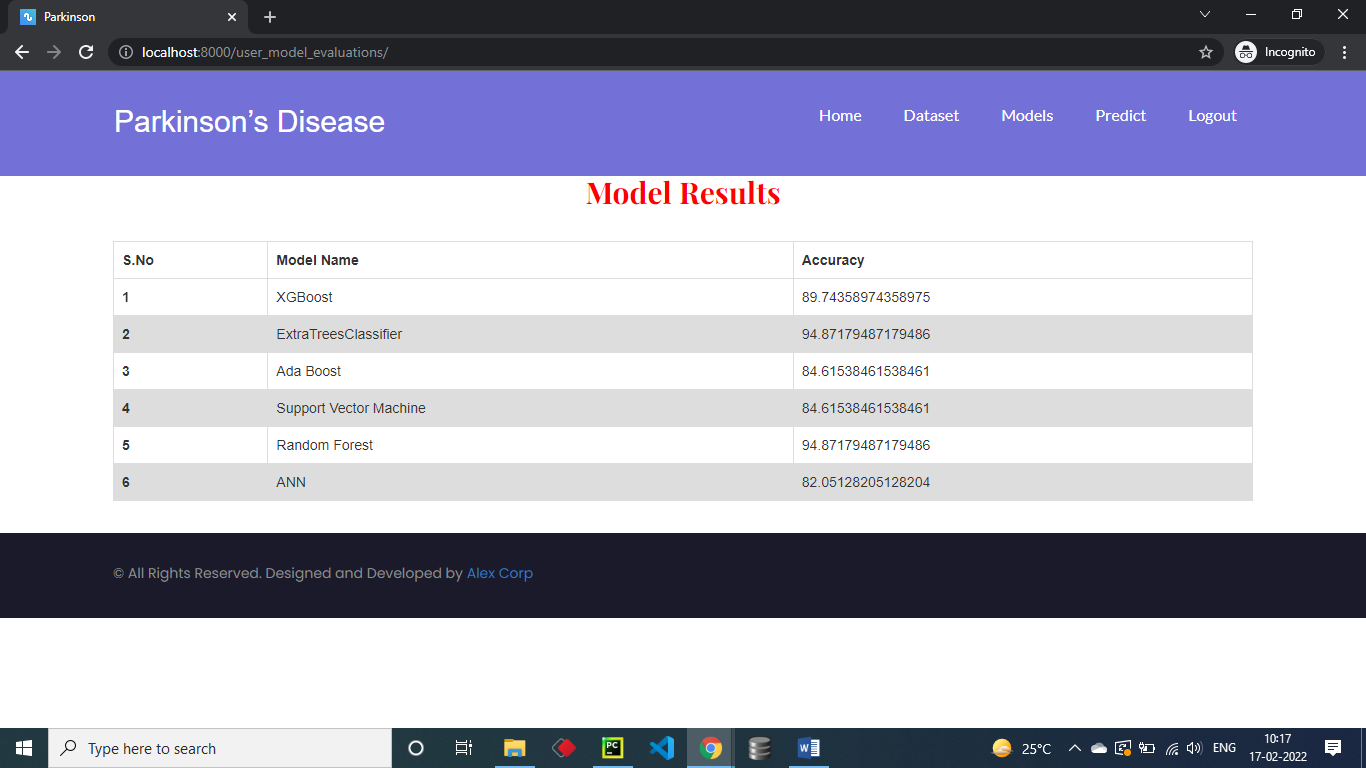 Parkinson
localhost:8000/user_model_evaluations/
Incognito
Parkinson's Disease
Home Dataset Models Predict Logout
Model Results
S.No Model Name Accuracy
1 XGBoost 89.74358974358975
2 ExtraTreesClassifier 94.87179487179486
3 Ada Boost 84.61538461538461
4 Support Vector Machine 84.61538461538461
5 Random Forest 94.87179487179486
6 ANN 82.05128205128204
© All Rights Reserved. Designed and Developed by Alex Corp
Type here to search
PC
25°C
ENG
10:17
17-02-2022